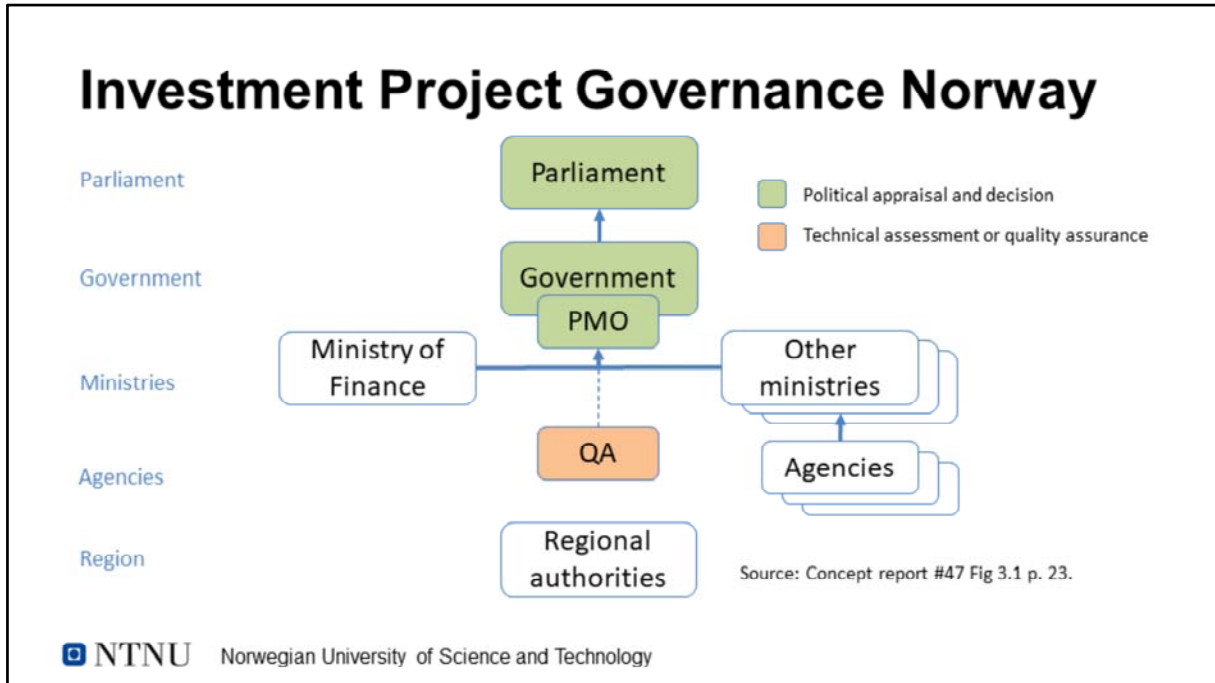 Investment Project Governance Norway
Parliament
Parliament
Political appraisal and decision
Technical assessment or quality assurance
Government
Government
PMO
Ministries
Ministry of
Finance
Other
ministries
Agencies
QA
Agencies
Region
Regional
authorities
Source: Concept report #47 Fig 3.1 p. 23.
NTNU Norwegian University of Science and Technology